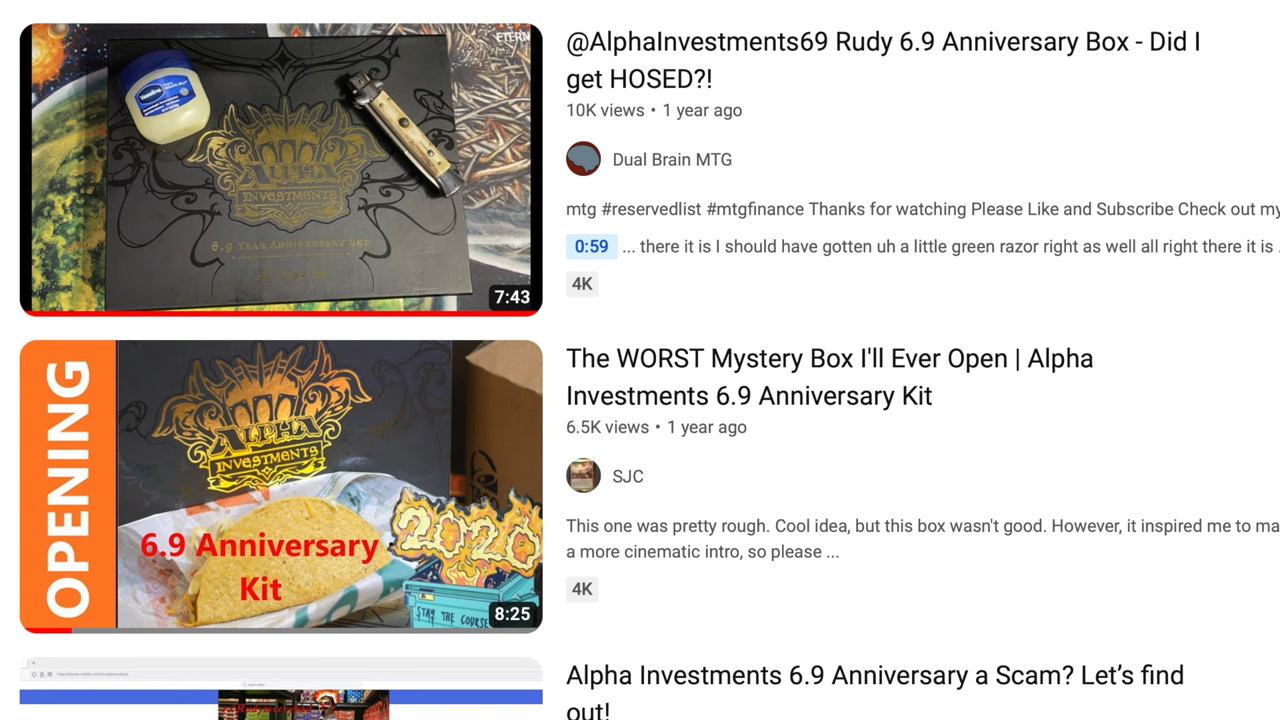 ETERN
Vaseline
ALPHA
INVESTMENTS
6.9 YEAR ANNIVERSARY KIT
7:43
@AlphaInvestments69 Rudy 6.9 Anniversary Box - Did I
get HOSED?!
10K views • 1 year ago
Dual Brain MTG
mtg #reservedlist #mtgfinance Thanks for watching Please Like and Subscribe Check out my
0:59 ... there it is I should have gotten uh a little green razor right as well all right there it is .
4K
OPENING
ALPHA
INVESTMENTS
6.9 Anniversary
Kit
2020
STAY THE COURSE
8:25
The WORST Mystery Box I'll Ever Open | Alpha
Investments 6.9 Anniversary Kit
6.5K views • 1 year ago
SJC
This one was pretty rough. Cool idea, but this box wasn't good. However, it inspired me to ma
a more cinematic intro, so please ...
4K
Alpha Investments 6.9 Anniversary a Scam? Let’s find
out!